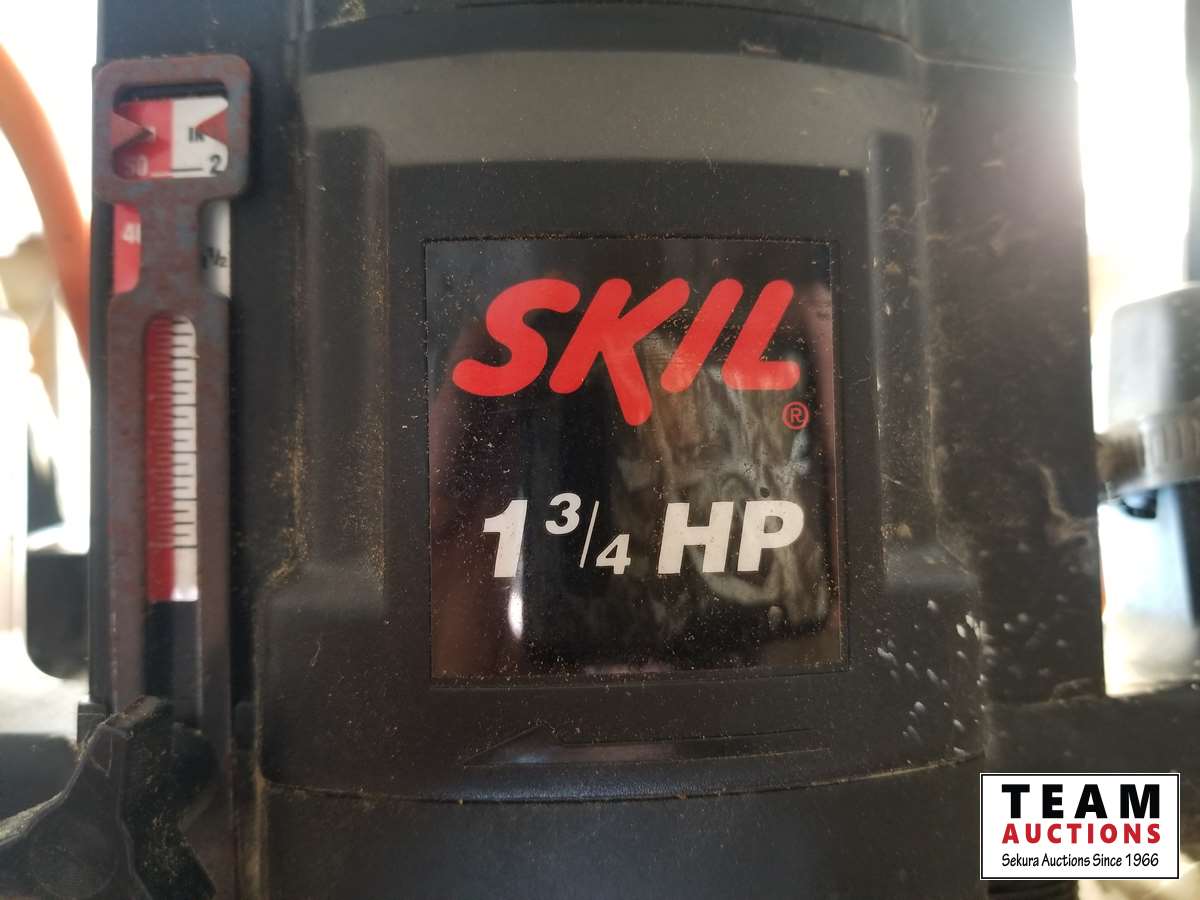 IN
2
SKIL®
1 3/4 HP
TEAM
AUCTIONS
Sekura Auctions Since 1966